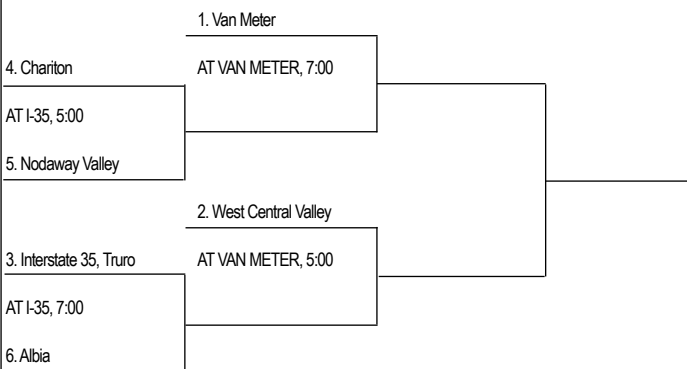 1. Van Meter
4. Chariton
AT VAN METER, 7:00
AT I-35, 5:00
5. Nodaway Valley
2. West Central Valley
3. Interstate 35, Truro
AT VAN METER, 5:00
AT I-35, 7:00
6. Albia